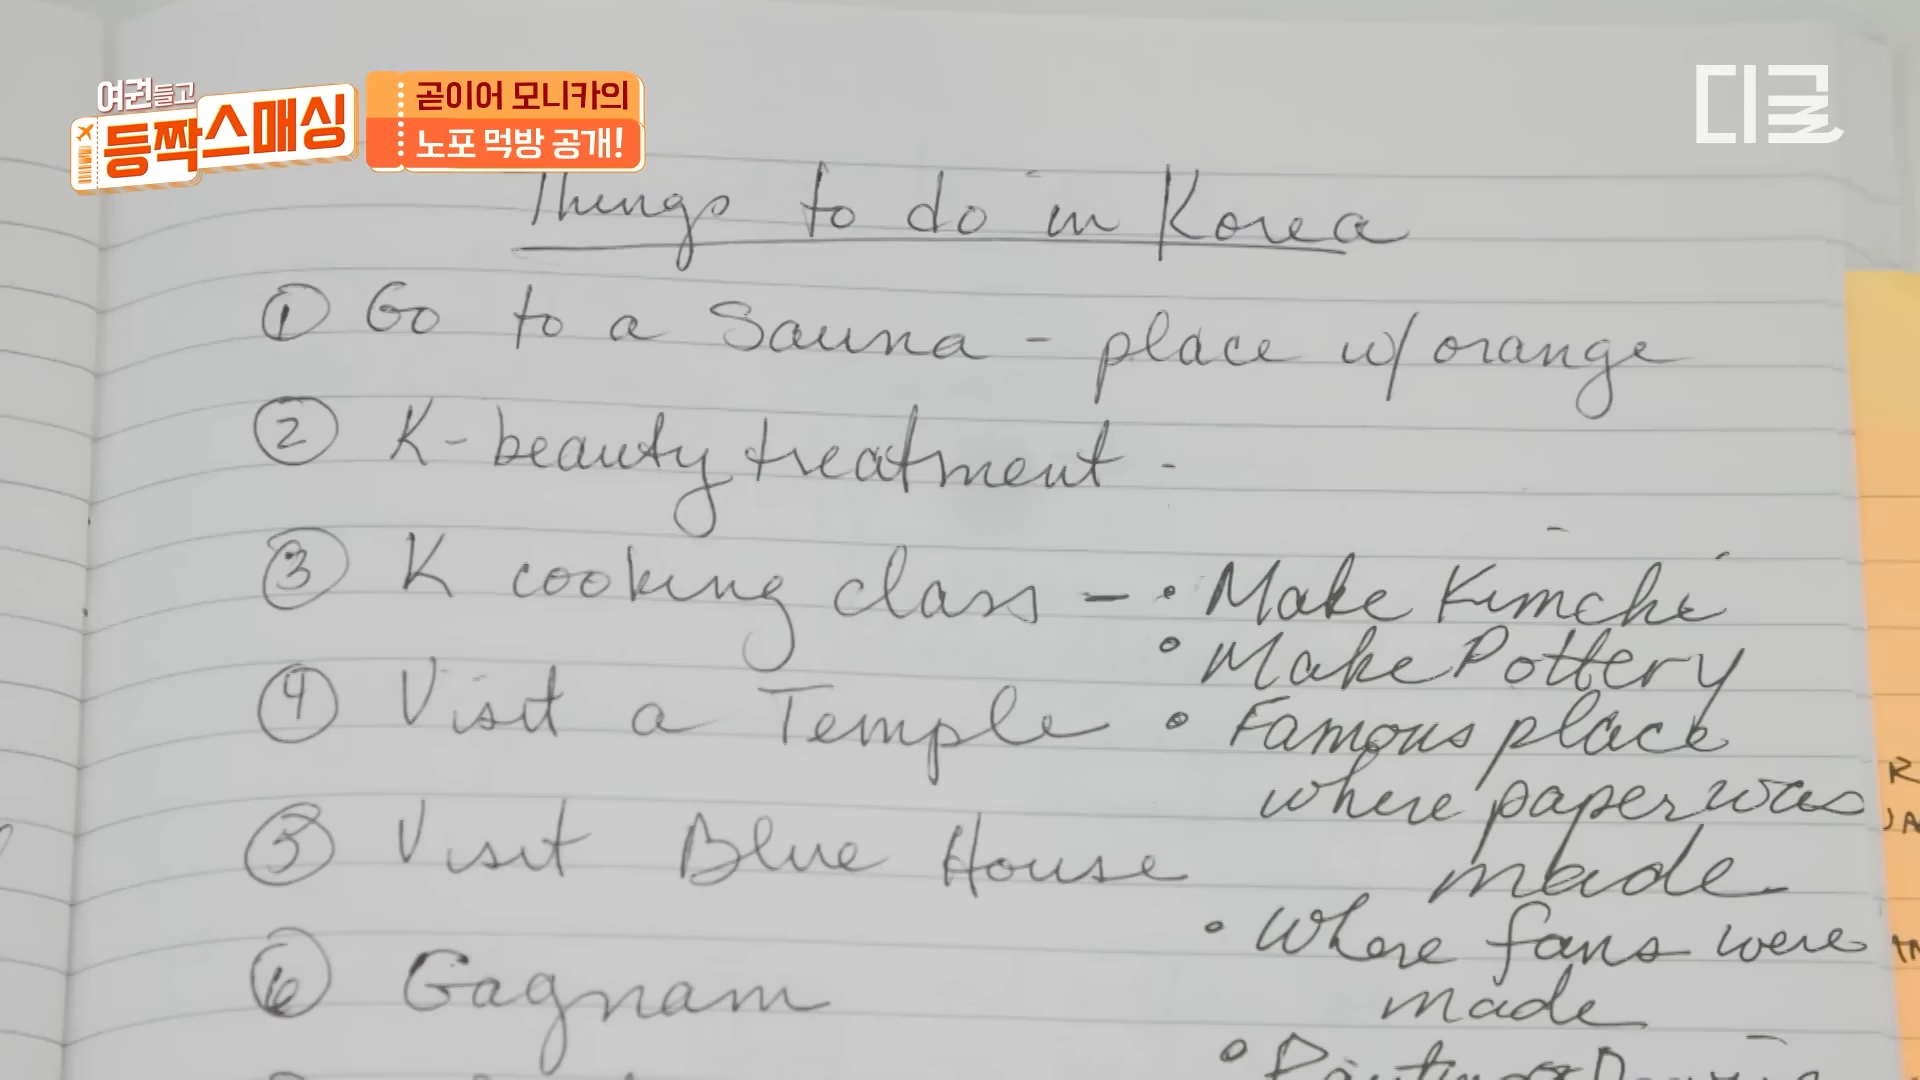 여권들고
등짝스매싱
곧이어 모니카의
노포 먹방 공개!
디글
Things to do in Korea
① Go to a Sauna - place w/ orange
② K-beauty treatment -
③ K cooking class - • Make Kimchi
• Make Pottery
④ Visit a Temple • Famous place
where paper was
made
⑤ Visit Blue House
• Where fans were
made
⑥ Gagnam